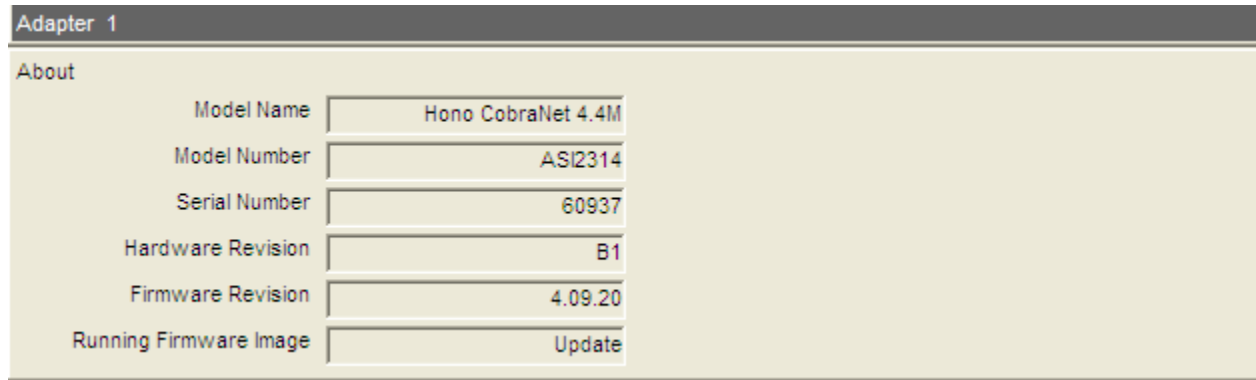 Adapter 1
About
Model Name Hono CobraNet 4.4M
Model Number ASI2314
Serial Number 60937
Hardware Revision B1
Firmware Revision 4.09.20
Running Firmware Image Update